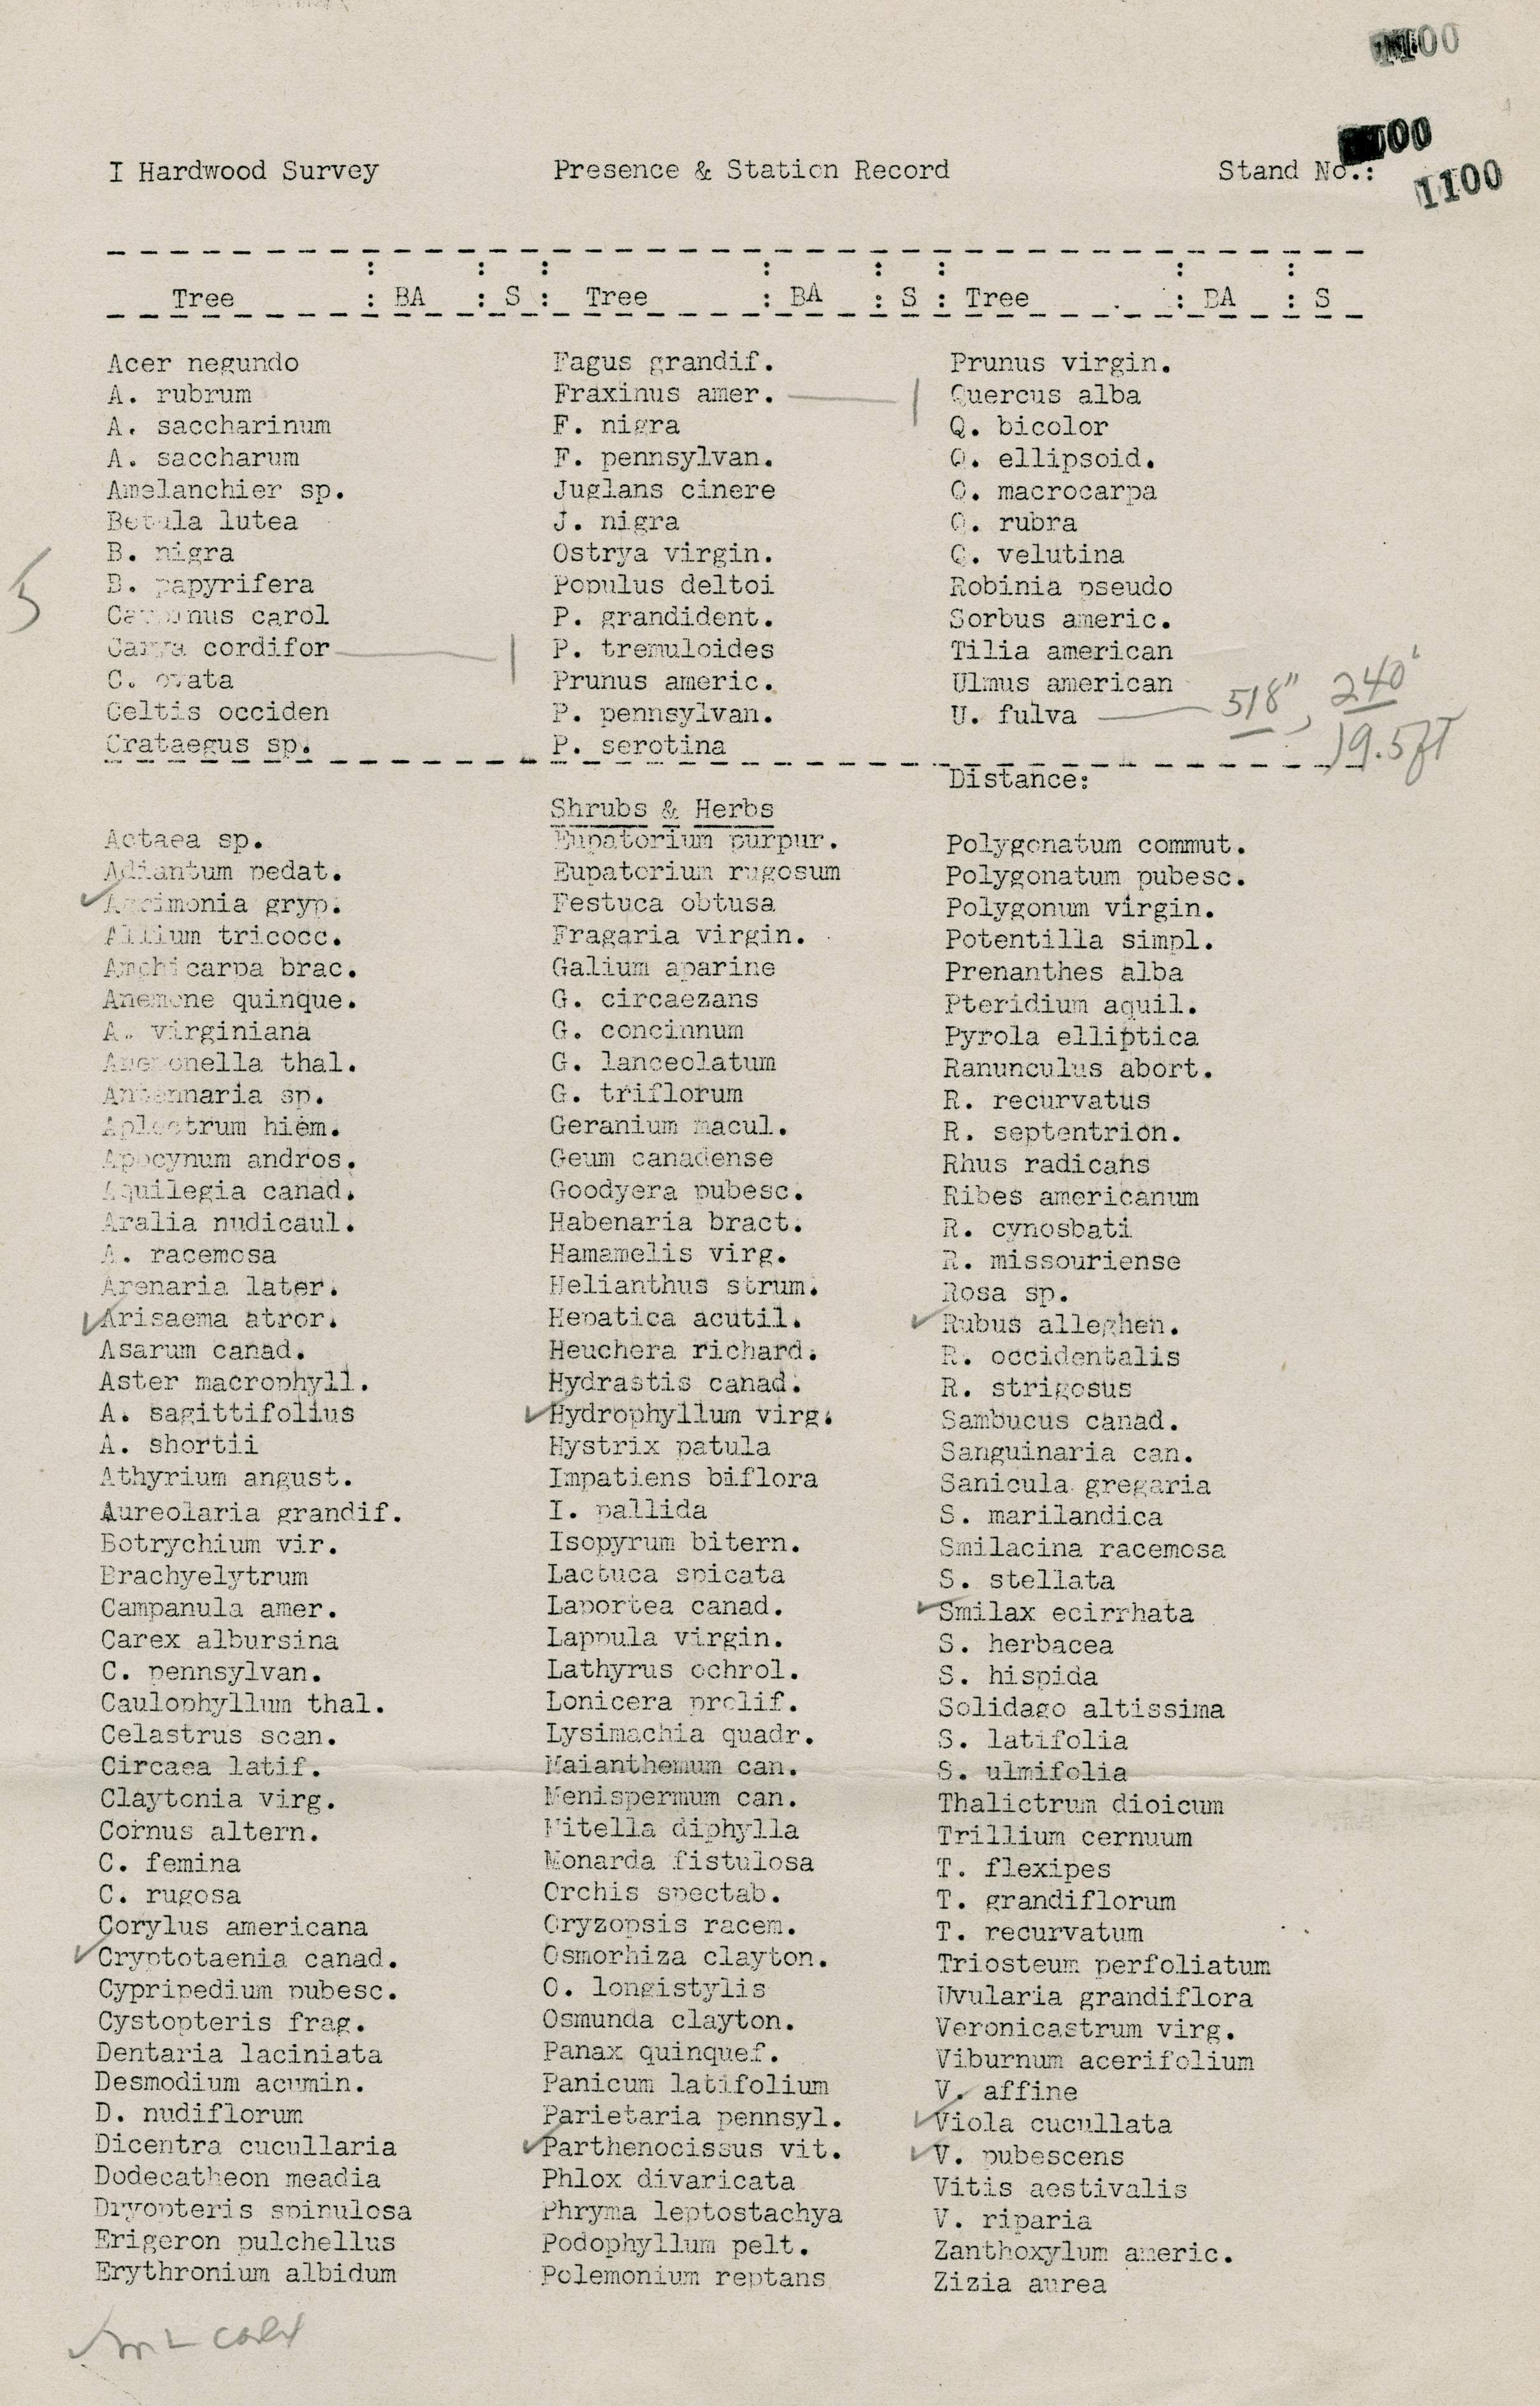 00
00
I Hardwood Survey Presence & Station Record Stand No.: 1100
Tree : BA : S : Tree : BA : S : Tree : BA : S
Acer negundo
A. rubrum
A. saccharinum
A. saccharum
Amelanchier sp.
Betula lutea
B. nigra
B. papyrifera
5
Carpinus carol
Carya cordifor — 1
C. ovata
Celtis occiden
Crataegus sp.
Fagus grandif.
Fraxinus amer. — 1
F. nigra
F. pennsylvan.
Juglans cinere
J. nigra
Ostrya virgin.
Populus deltoi
P. grandident.
P. tremuloides
Prunus americ.
P. pennsylvan.
P. serotina
Prunus virgin.
Quercus alba
Q. bicolor
Q. ellipsoid.
Q. macrocarpa
Q. rubra
Q. velutina
Robinia pseudo
Sorbus americ.
Tilia american
Ulmus american
U. fulva — 518", 240'
19.5 ft
Distance:
Shrubs & Herbs
Actaea sp.
Adiantum pedat.
✓ Agrimonia gryp.
Allium tricocc.
Amphicarpa brac.
Anemone quinque.
A. virginiana
Anemonella thal.
Antennaria sp.
Aplectrum hiem.
Apocynum andros.
Aquilegia canad.
Aralia nudicaul.
A. racemosa
Arenaria later.
✓ Arisaema atror.
Asarum canad.
Aster macrophyll.
A. sagittifolius
A. shortii
Athyrium angust.
Aureolaria grandif.
Botrychium vir.
Brachyelytrum
Campanula amer.
Carex albursina
C. pennsylvan.
Caulophyllum thal.
Celastrus scan.
Circaea latif.
Claytonia virg.
Cornus altern.
C. femina
C. rugosa
Corylus americana
✓ Cryptotaenia canad.
Cypripedium pubesc.
Cystopteris frag.
Dentaria laciniata
Desmodium acumin.
D. nudiflorum
Dicentra cucullaria
Dodecatheon meadia
Dryopteris spinulosa
Erigeron pulchellus
Erythronium albidum
Eupatorium purpur.
Eupatorium rugosum
Festuca obtusa
Fragaria virgin.
Galium aparine
G. circaezans
G. concinnum
G. lanceolatum
G. triflorum
Geranium macul.
Geum canadense
Goodyera pubesc.
Habenaria bract.
Hamamelis virg.
Helianthus strum.
Hepatica acutil.
Heuchera richard.
Hydrastis canad.
✓ Hydrophyllum virg.
Hystrix patula
Impatiens biflora
I. pallida
Isopyrum bitern.
Lactuca spicata
Laportea canad.
Lappula virgin.
Lathyrus ochrol.
Lonicera prolif.
Lysimachia quadr.
Maianthemum can.
Menispermum can.
Mitella diphylla
Monarda fistulosa
Orchis spectab.
Oryzopsis racem.
Osmorhiza clayton.
O. longistylis
Osmunda clayton.
Panax quinquef.
Panicum latifolium
Parietaria pennsyl.
✓ Parthenocissus vit.
Phlox divaricata
Phryma leptostachya
Podophyllum pelt.
Polemonium reptans
Polygonatum commut.
Polygonatum pubesc.
Polygonum virgin.
Potentilla simpl.
Prenanthes alba
Pteridium aquil.
Pyrola elliptica
Ranunculus abort.
R. recurvatus
R. septentrion.
Rhus radicans
Ribes americanum
R. cynosbati
R. missouriense
Rosa sp.
✓ Rubus alleghen.
R. occidentalis
R. strigosus
Sambucus canad.
Sanguinaria can.
Sanicula gregaria
S. marilandica
Smilacina racemosa
S. stellata
✓ Smilax ecirrhata
S. herbacea
S. hispida
Solidago altissima
S. latifolia
S. ulmifolia
Thalictrum dioicum
Trillium cernuum
T. flexipes
T. grandiflorum
T. recurvatum
Triosteum perfoliatum
Uvularia grandiflora
Veronicastrum virg.
Viburnum acerifolium
V. affine
✓ Viola cucullata
✓ V. pubescens
Vitis aestivalis
V. riparia
Zanthoxylum americ.
Zizia aurea